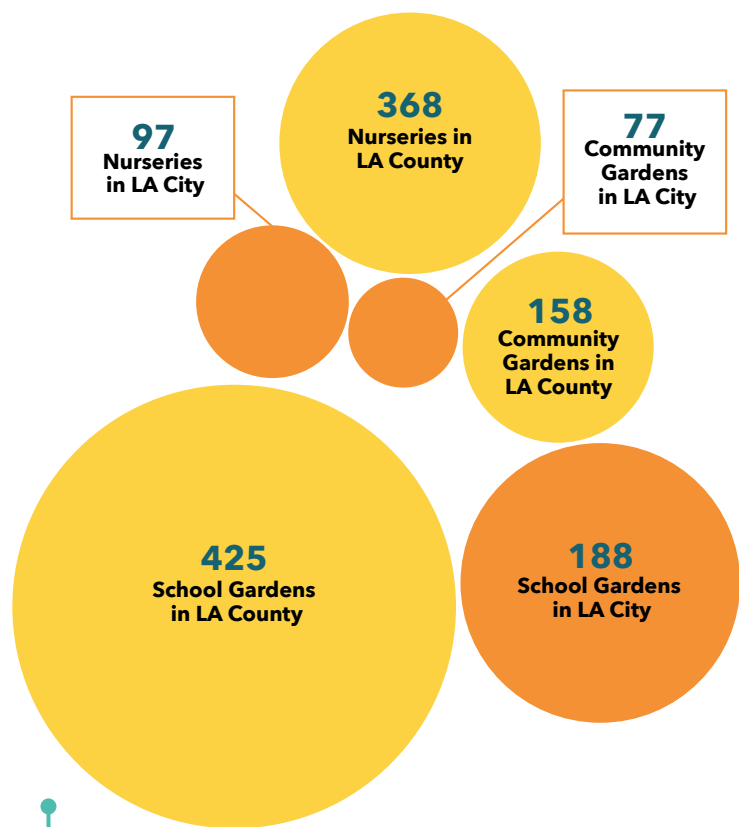 368
Nurseries in
LA County
97
Nurseries
in LA City
77
Community
Gardens
in LA City
158
Community
Gardens in
LA County
425
School Gardens
in LA County
188
School Gardens
in LA City